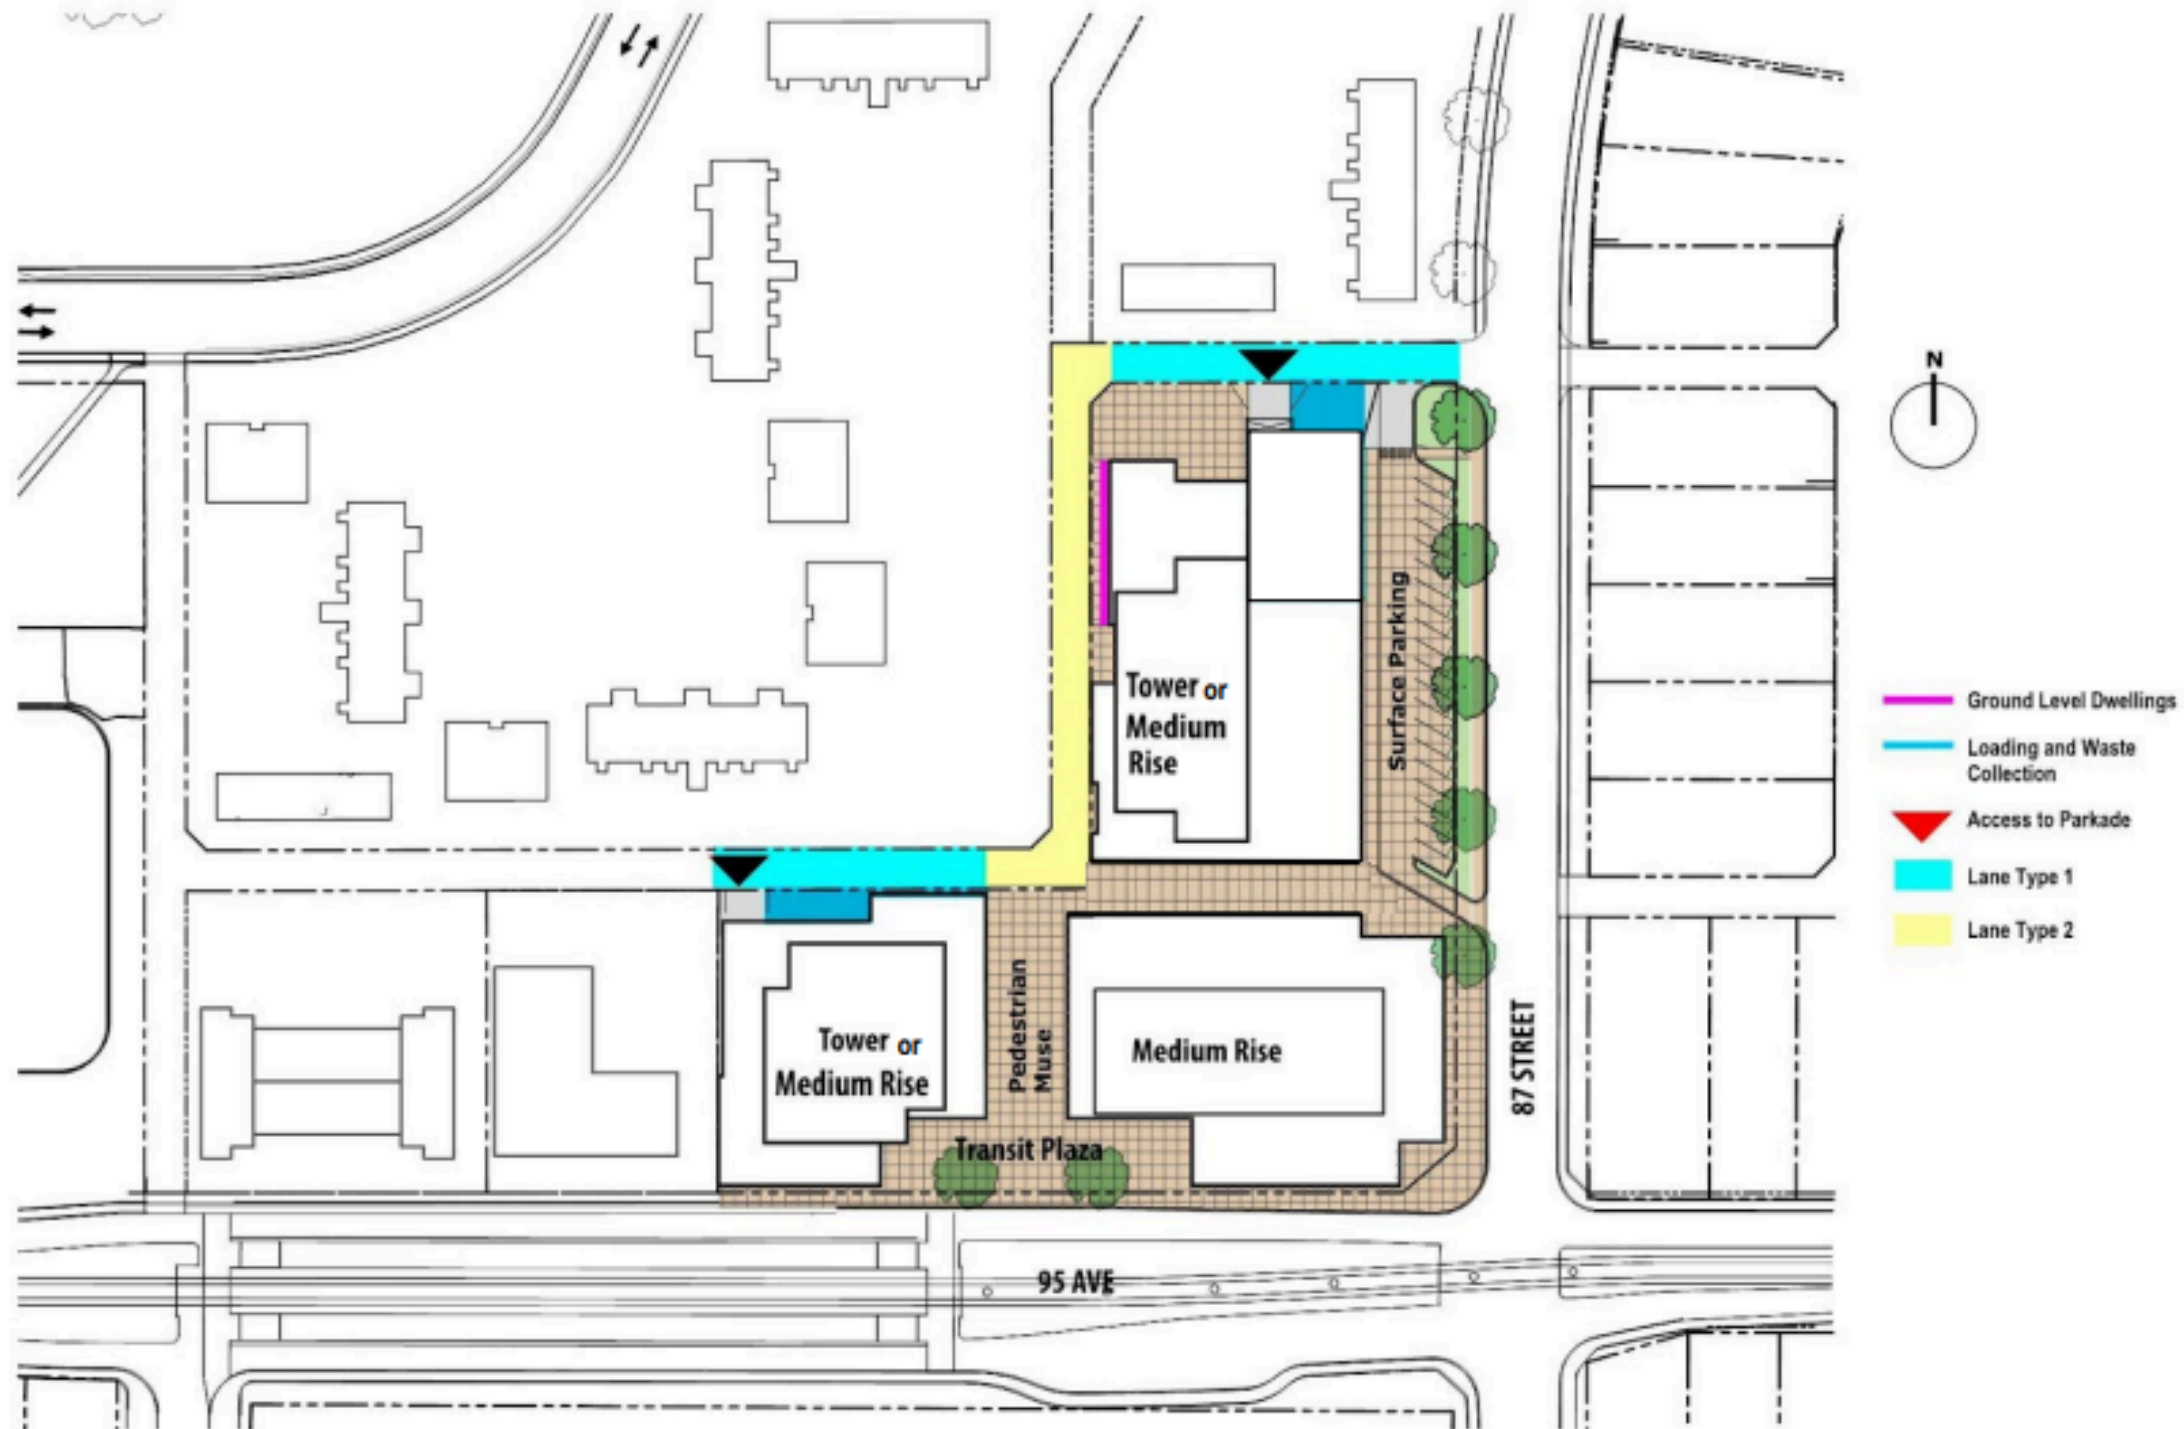 N
Tower or
Medium
Rise
Surface Parking
Ground Level Dwellings
Loading and Waste
Collection
Access to Parkade
Lane Type 1
Lane Type 2
Tower or
Medium Rise
Pedestrian
Muse
Medium Rise
87 STREET
Transit Plaza
95 AVE